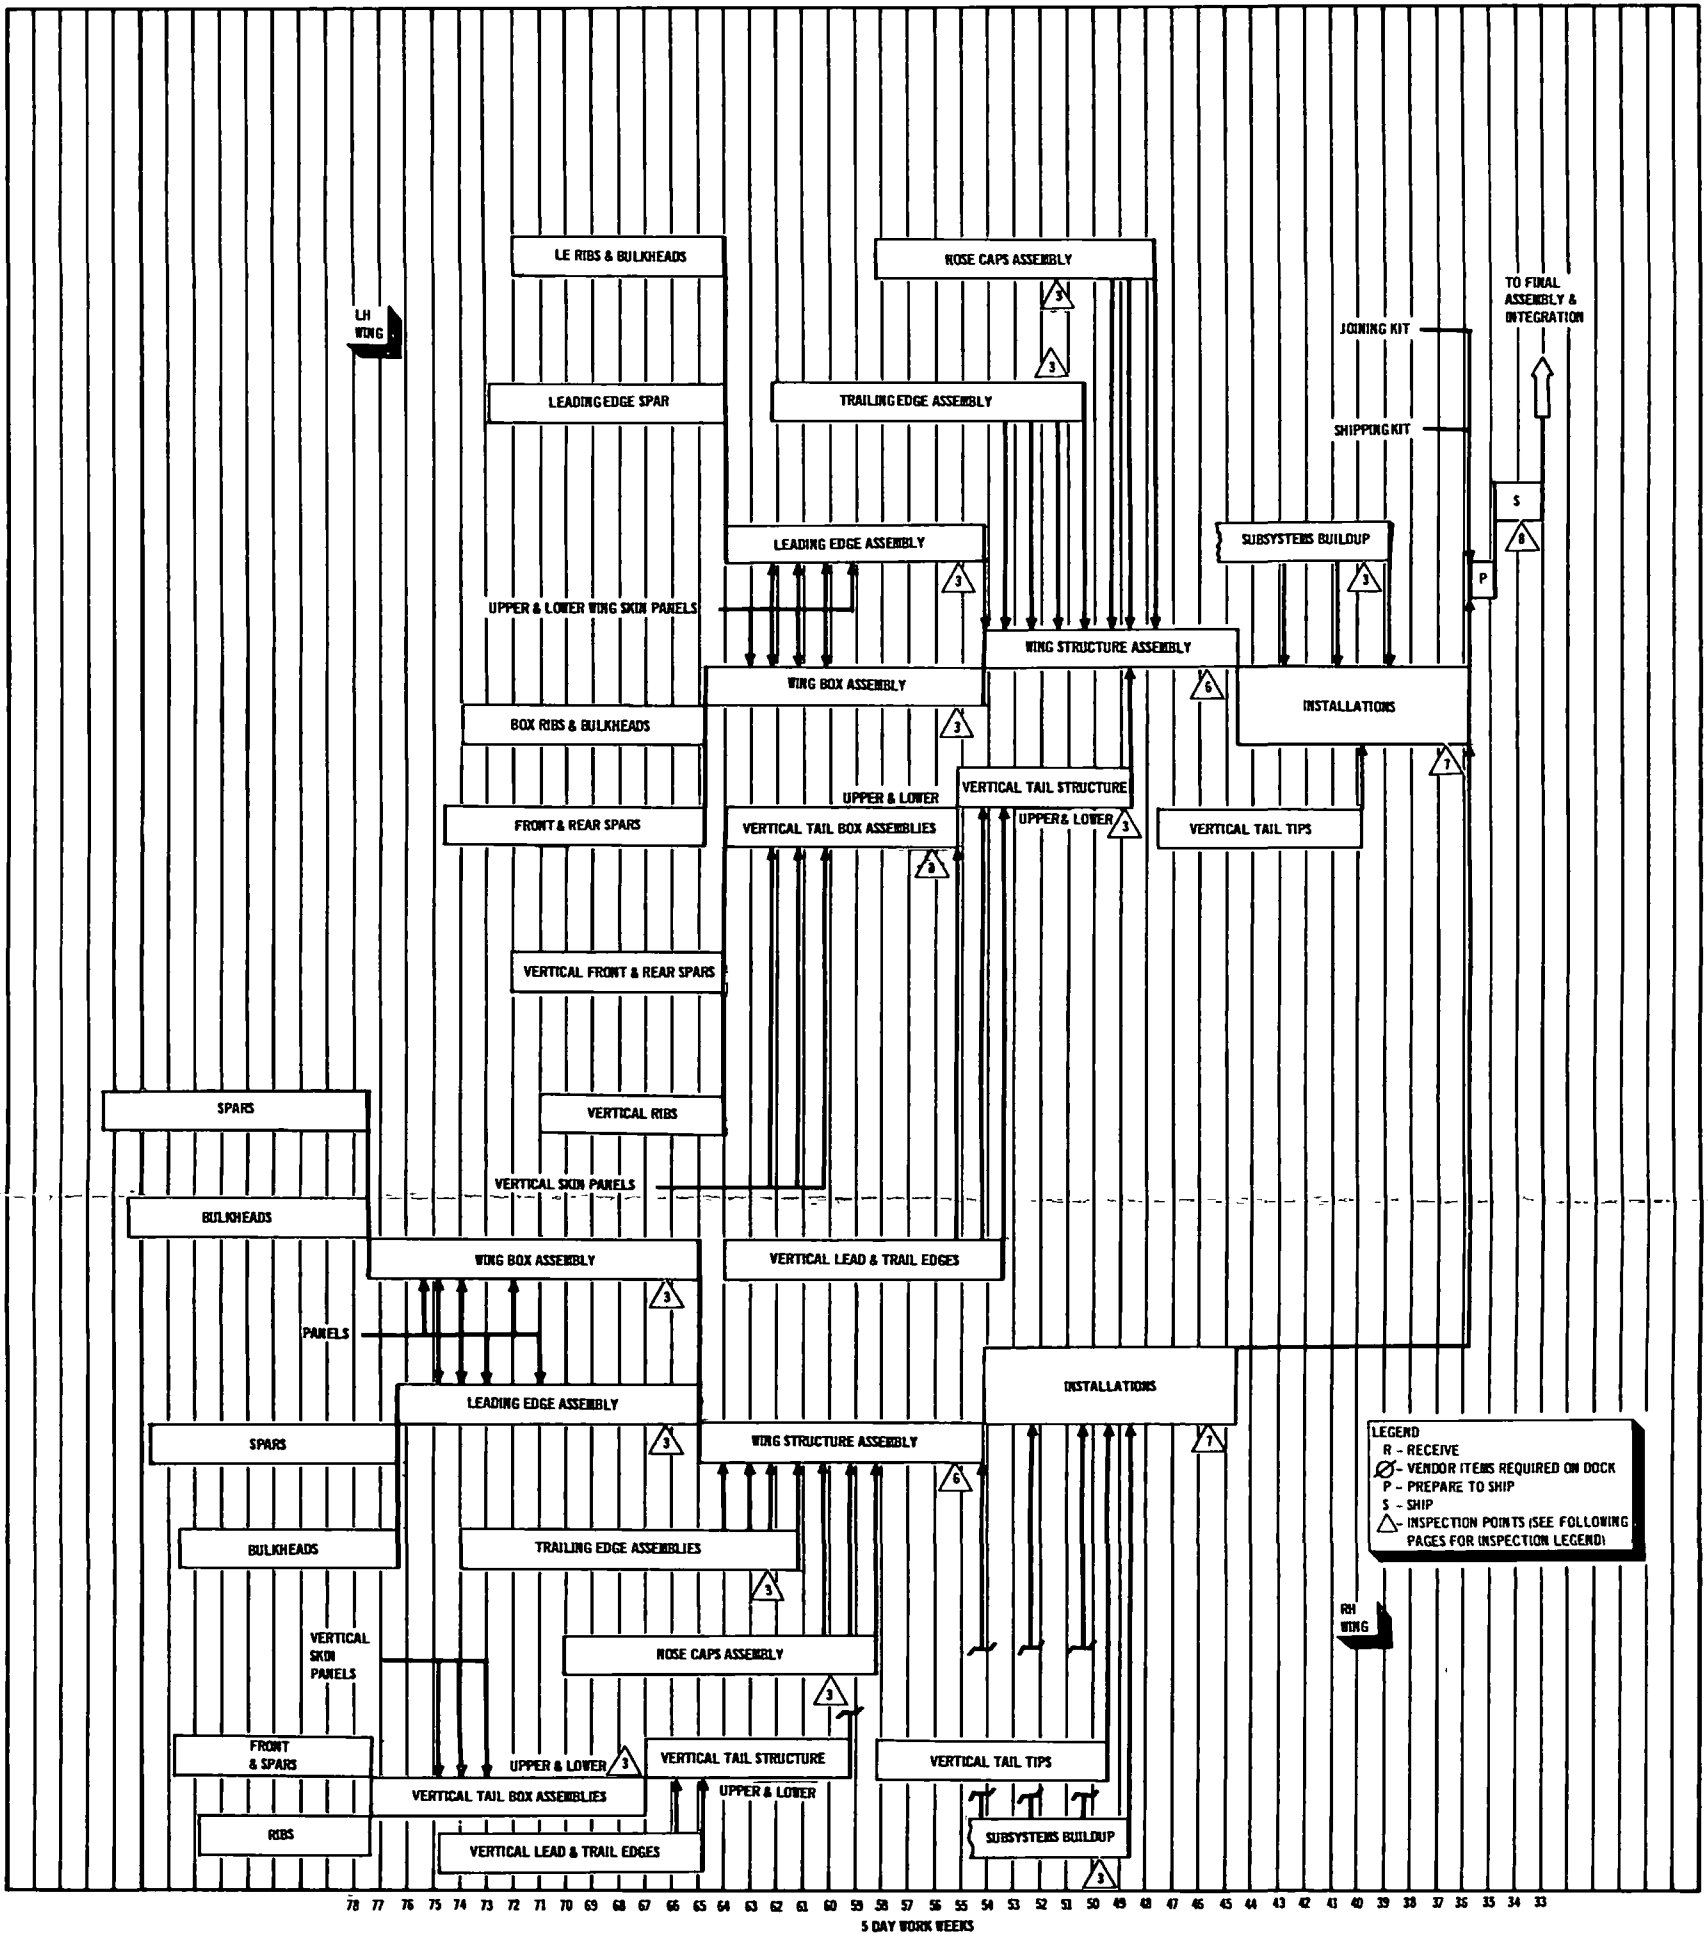 LE RIBS & BULKHEADS
NOSE CAPS ASSEMBLY
3
TO FINAL
ASSEMBLY &
INTEGRATION
LH
WING
JOINING KIT
3
LEADING EDGE SPAR
TRAILING EDGE ASSEMBLY
SHIPPING KIT
S
8
LEADING EDGE ASSEMBLY
3
SUBSYSTEMS BUILDUP
3
P
UPPER & LOWER WING SKIN PANELS
WING STRUCTURE ASSEMBLY
6
WING BOX ASSEMBLY
3
INSTALLATIONS
7
BOX RIBS & BULKHEADS
VERTICAL TAIL STRUCTURE
UPPER & LOWER
UPPER & LOWER
3
FRONT & REAR SPARS
VERTICAL TAIL BOX ASSEMBLIES
3
VERTICAL TAIL TIPS
VERTICAL FRONT & REAR SPARS
SPARS
VERTICAL RIBS
VERTICAL SKIN PANELS
BULKHEADS
WING BOX ASSEMBLY
3
VERTICAL LEAD & TRAIL EDGES
PANELS
INSTALLATIONS
7
LEADING EDGE ASSEMBLY
3
SPARS
WING STRUCTURE ASSEMBLY
6
LEGEND
R - RECEIVE
- VENDOR ITEMS REQUIRED ON DOCK
P - PREPARE TO SHIP
S - SHIP
- INSPECTION POINTS (SEE FOLLOWING
PAGES FOR INSPECTION LEGEND)
BULKHEADS
TRAILING EDGE ASSEMBLIES
3
RH
WING
VERTICAL
SKIN
PANELS
NOSE CAPS ASSEMBLY
3
FRONT
& SPARS
UPPER & LOWER
3
VERTICAL TAIL STRUCTURE
UPPER & LOWER
VERTICAL TAIL TIPS
VERTICAL TAIL BOX ASSEMBLIES
RIBS
VERTICAL LEAD & TRAIL EDGES
SUBSYSTEMS BUILDUP
3
78 77 76 75 74 73 72 71 70 69 68 67 66 65 64 63 62 61 60 59 58 57 56 55 54 53 52 51 50 49 48 47 46 45 44 43 42 41 40 39 38 37 36 35 34 33
5 DAY WORK WEEKS